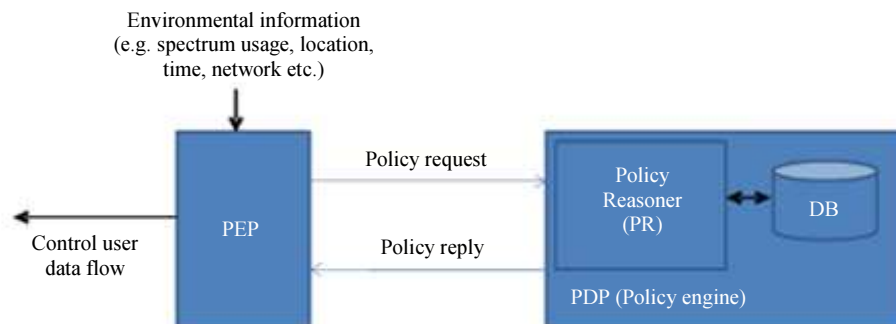 Environmental information
(e.g. spectrum usage, location,
time, network etc.)
Policy request
Policy
Reasoner
(PR)
DB
PEP
Control user
data flow
Policy reply
PDP (Policy engine)